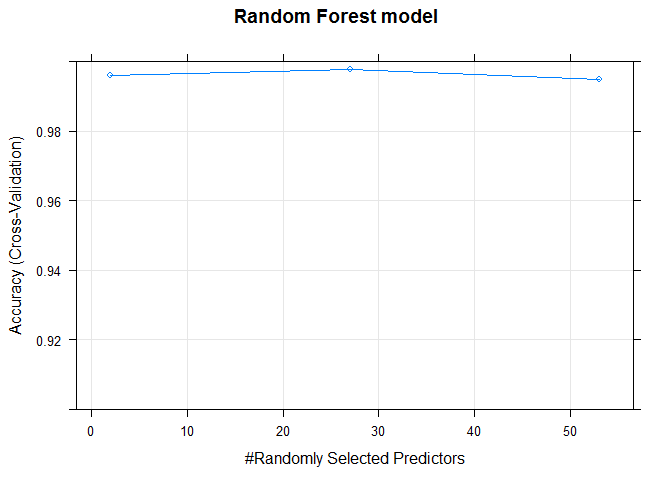 Random Forest model
Accuracy (Cross-Validation)
0.98
0.96
0.94
0.92
0 10 20 30 40 50
#Randomly Selected Predictors